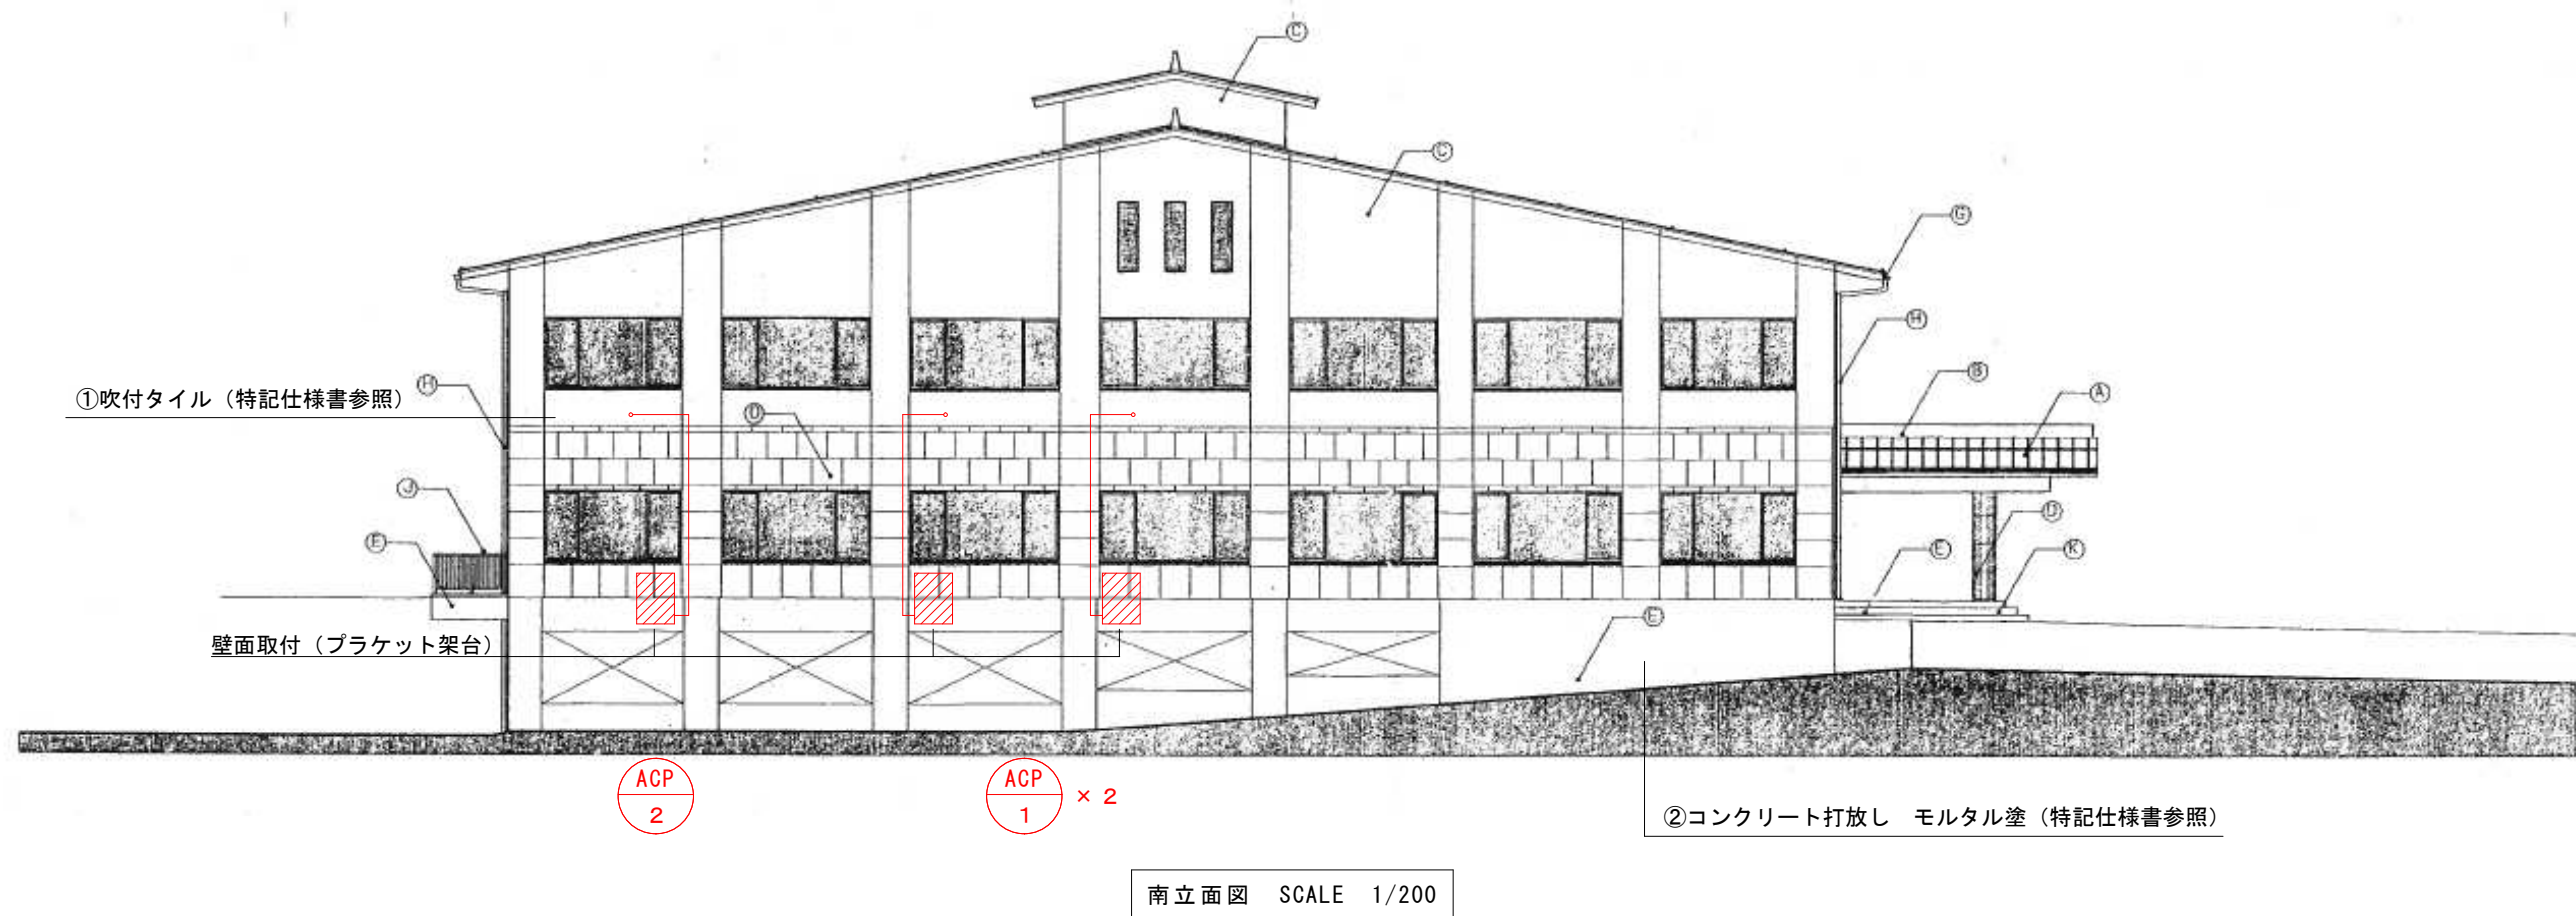 Ⓒ
Ⓒ
Ⓖ
Ⓗ
Ⓑ
Ⓗ
Ⓐ
①吹付タイル（特記仕様書参照）
Ⓓ
Ⓙ
Ⓓ
Ⓔ
Ⓔ
Ⓚ
Ⓔ
壁面取付（プラケット架台）
ACP
2
ACP
1
× 2
②コンクリート打放し　モルタル塗（特記仕様書参照）
南立面図　SCALE　1/200